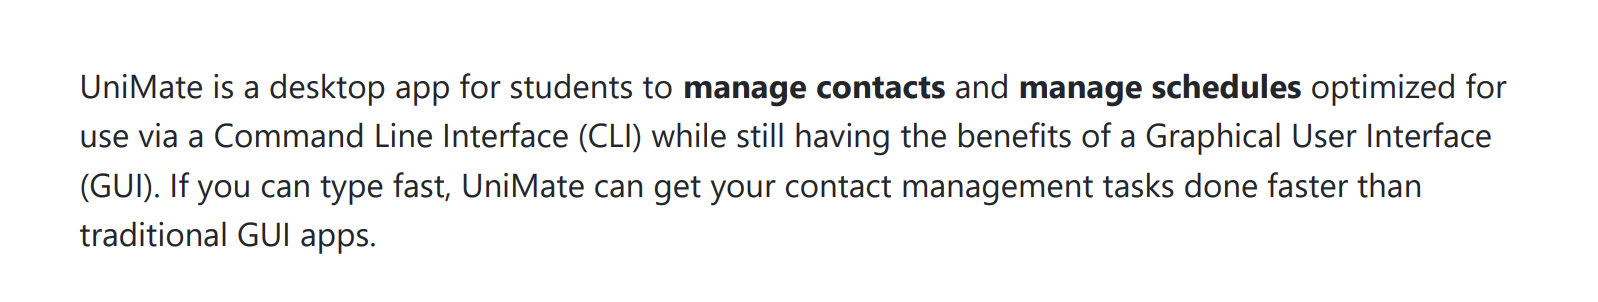 UniMate is a desktop app for students to manage contacts and manage schedules optimized for
use via a Command Line Interface (CLI) while still having the benefits of a Graphical User Interface
(GUI). If you can type fast, UniMate can get your contact management tasks done faster than
traditional GUI apps.